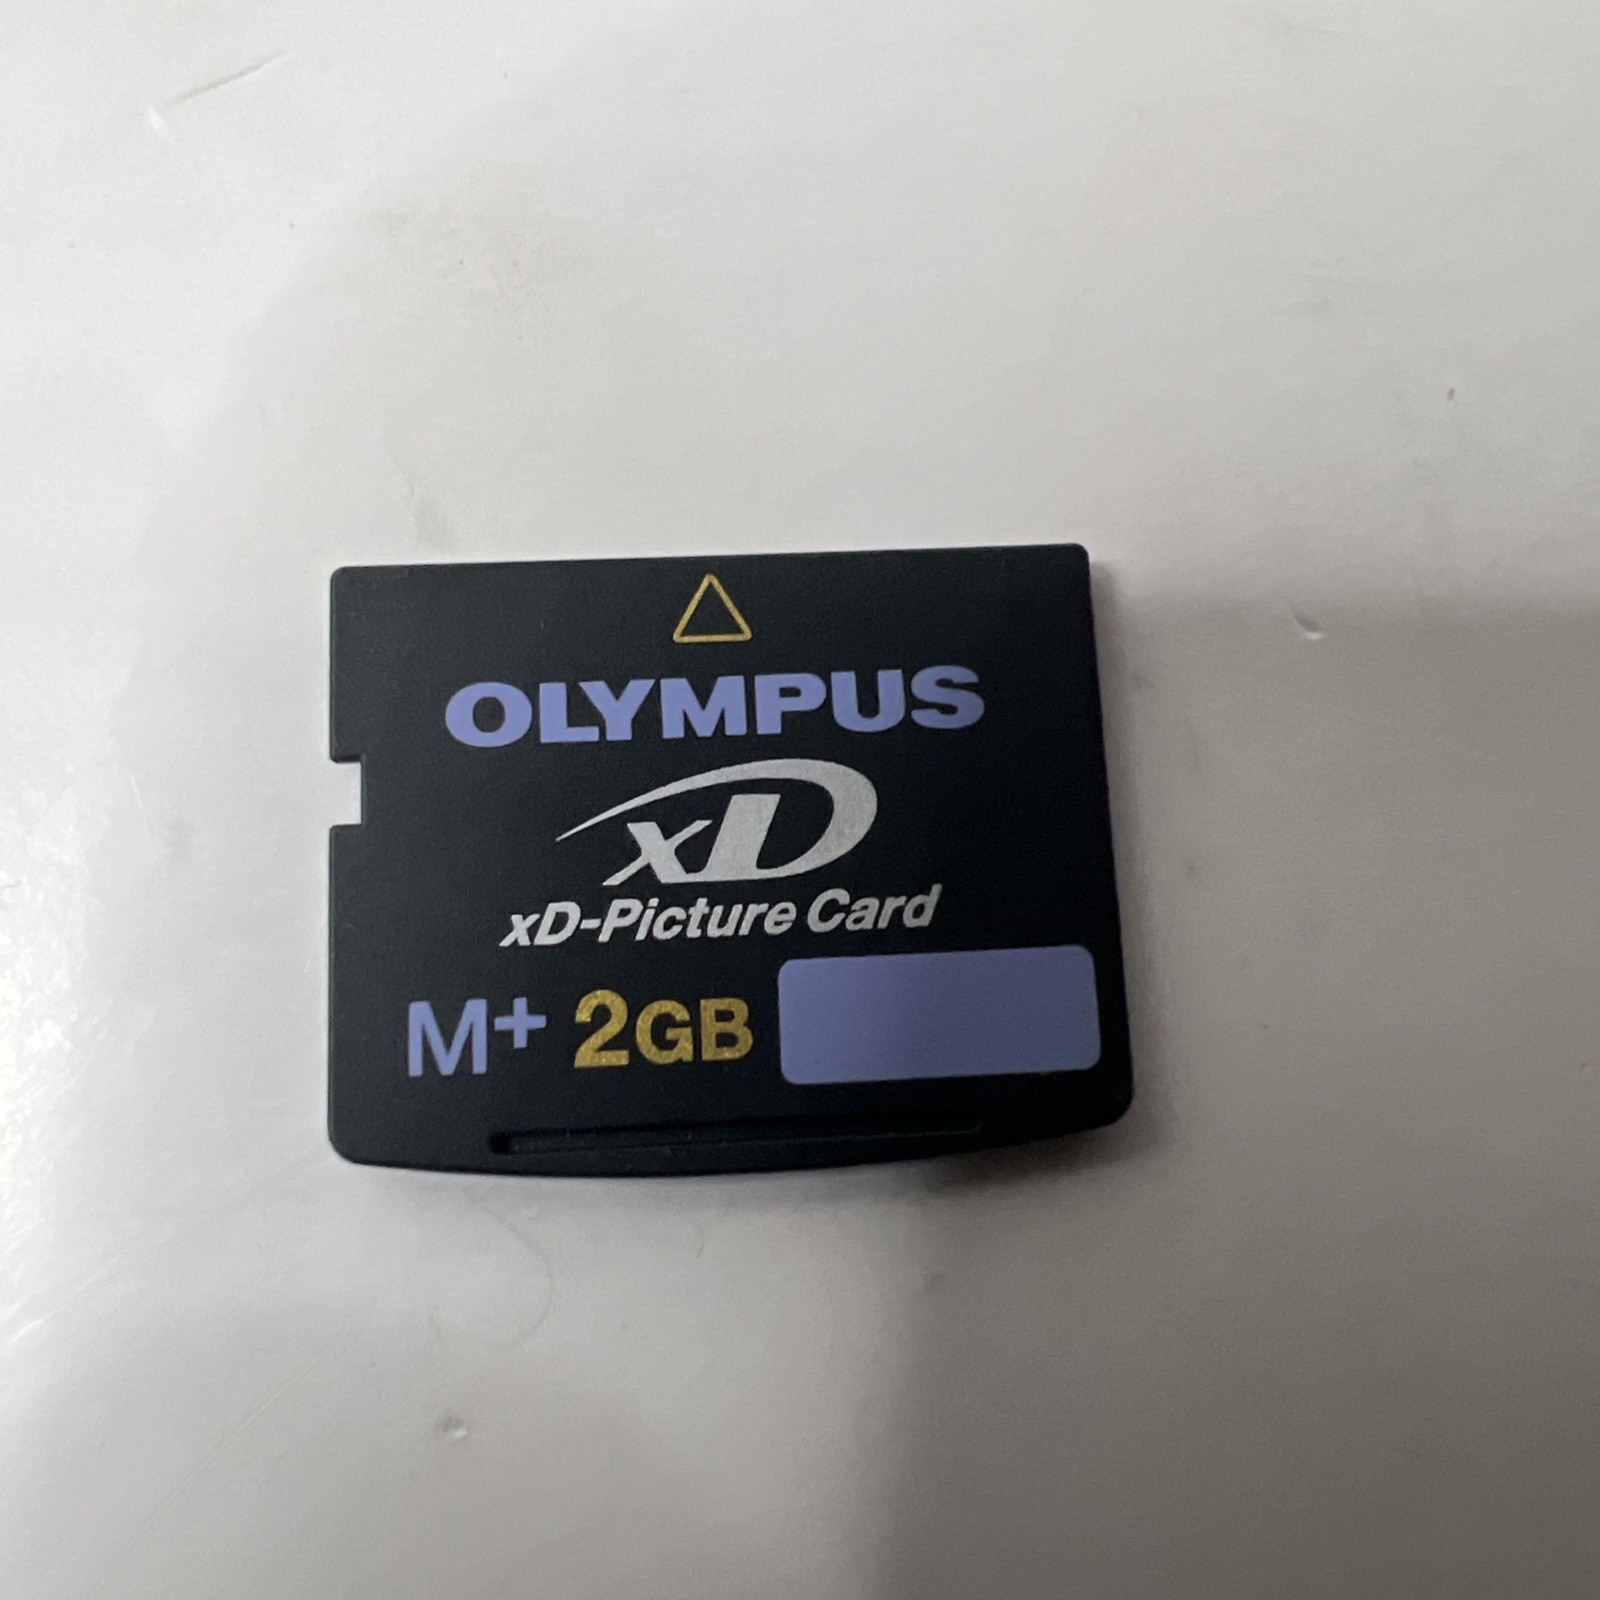 OLYMPUS
xD
xD-Picture Card
M+ 2GB